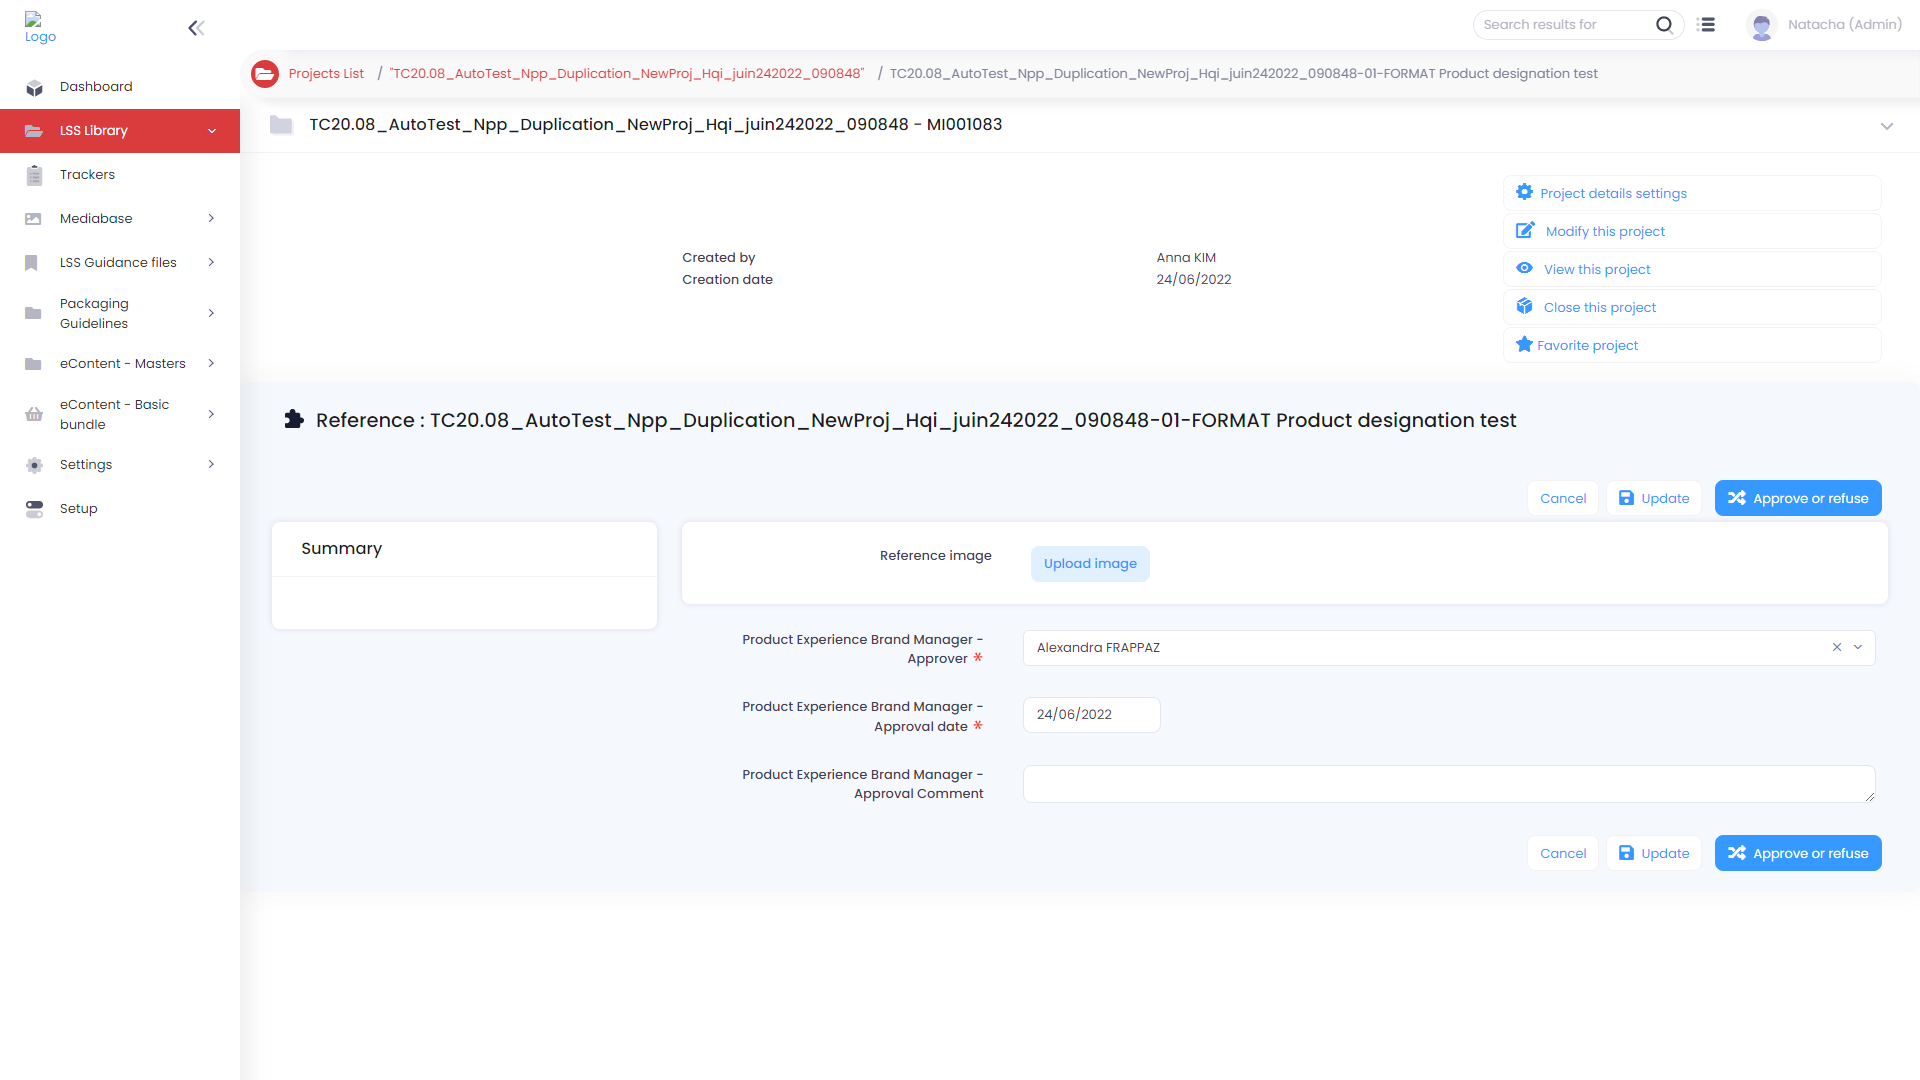 Logo
Search results for
Natacha (Admin)
Dashboard
LSS Library
Trackers
Mediabase
LSS Guidance files
Packaging
Guidelines
eContent - Masters
eContent - Basic
bundle
Settings
Setup
Projects List / "TC20.08_AutoTest_Npp_Duplication_NewProj_Hqi_juin242022_090848" / TC20.08_AutoTest_Npp_Duplication_NewProj_Hqi_juin242022_090848-01-FORMAT Product designation test
TC20.08_AutoTest_Npp_Duplication_NewProj_Hqi_juin242022_090848 - MI001083
Created by Anna KIM
Creation date 24/06/2022
Project details settings
Modify this project
View this project
Close this project
Favorite project
Reference : TC20.08_AutoTest_Npp_Duplication_NewProj_Hqi_juin242022_090848-01-FORMAT Product designation test
Cancel Update Approve or refuse
Summary
Reference image Upload image
Product Experience Brand Manager -
Approver *
Alexandra FRAPPAZ
Product Experience Brand Manager -
Approval date *
24/06/2022
Product Experience Brand Manager -
Approval Comment
Cancel Update Approve or refuse